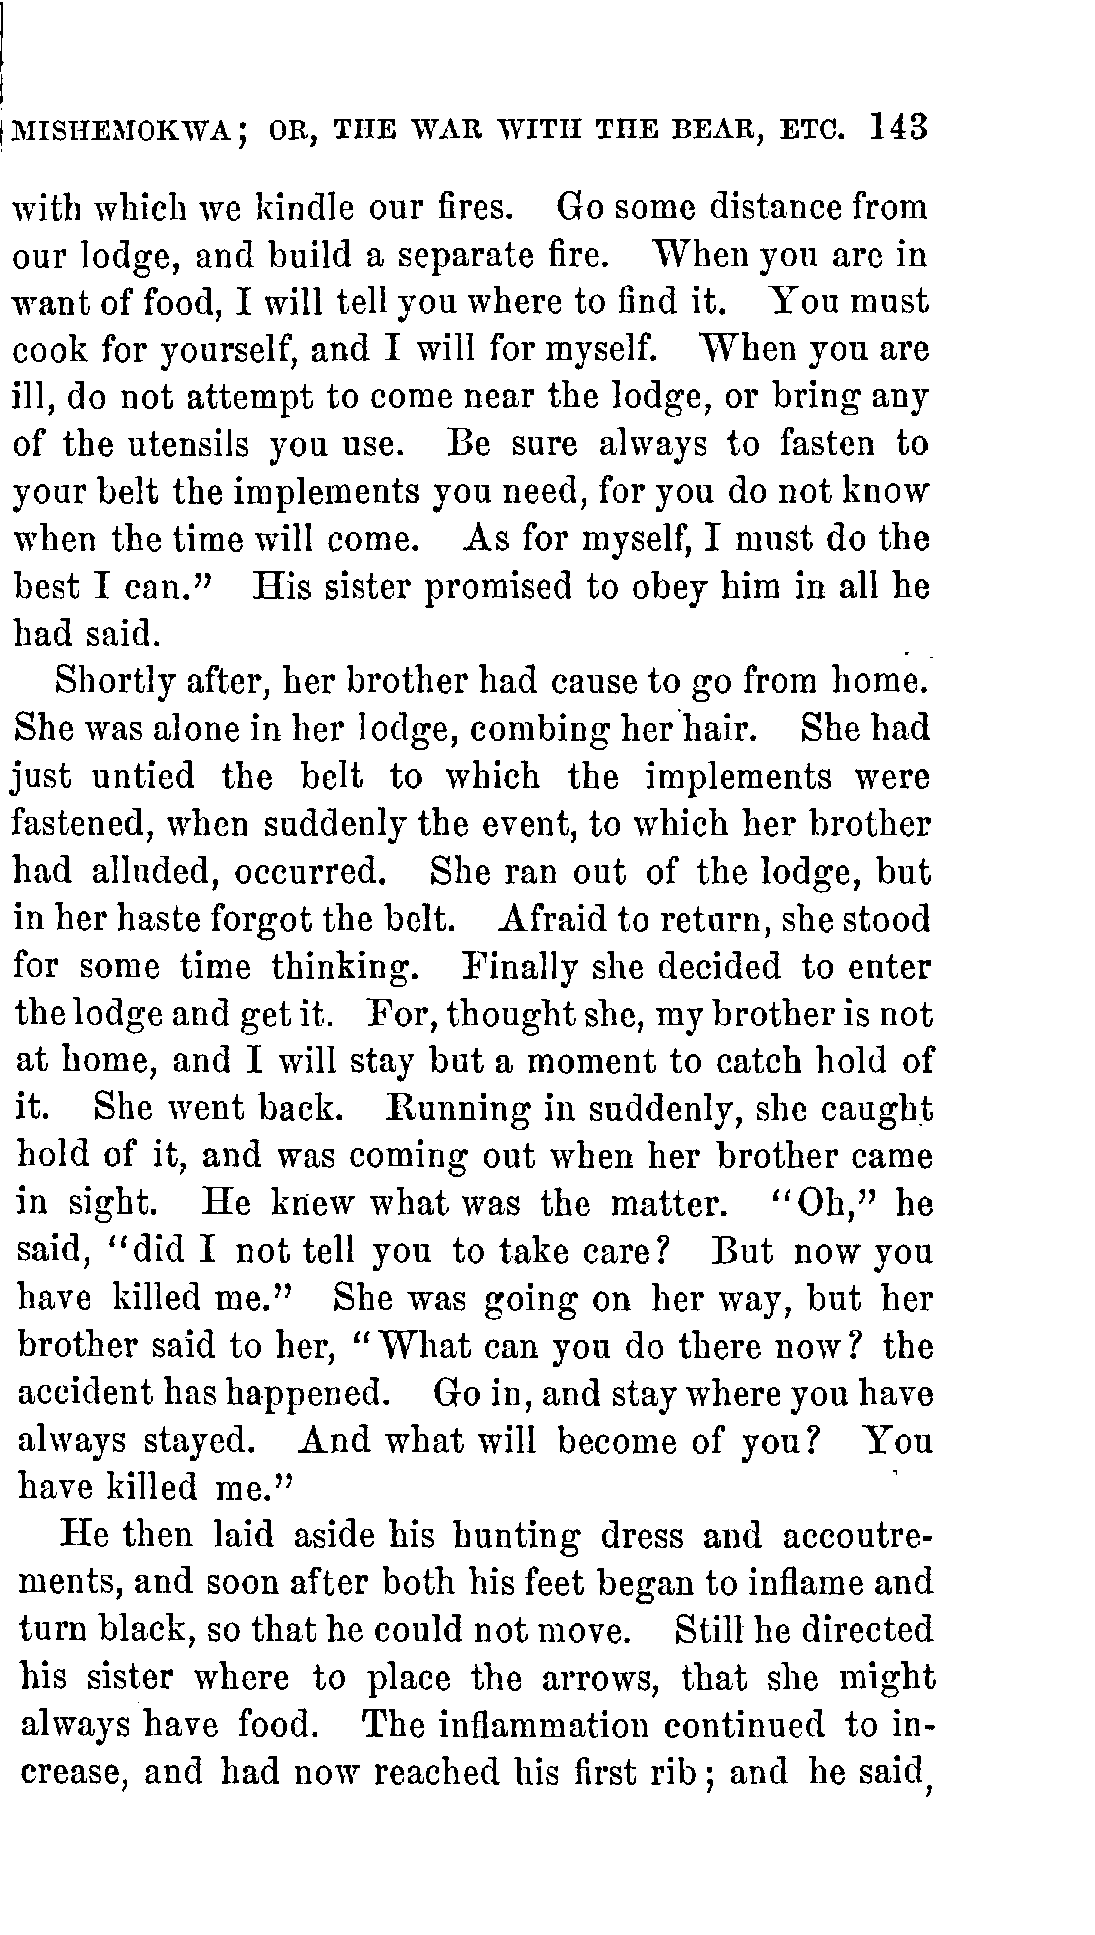 MISHEMOKWA; OR, THE WAR WITH THE BEAR, ETC. 143
with which we kindle our fires. Go some distance from
our lodge, and build a separate fire. When you are in
want of food, I will tell you where to find it. You must
cook for yourself, and I will for myself. When you are
ill, do not attempt to come near the lodge, or bring any
of the utensils you use. Be sure always to fasten to
your belt the implements you need, for you do not know
when the time will come. As for myself, I must do the
best I can.” His sister promised to obey him in all he
had said.
Shortly after, her brother had cause to go from home.
She was alone in her lodge, combing her hair. She had
just untied the belt to which the implements were
fastened, when suddenly the event, to which her brother
had alluded, occurred. She ran out of the lodge, but
in her haste forgot the belt. Afraid to return, she stood
for some time thinking. Finally she decided to enter
the lodge and get it. For, thought she, my brother is not
at home, and I will stay but a moment to catch hold of
it. She went back. Running in suddenly, she caught
hold of it, and was coming out when her brother came
in sight. He knew what was the matter. “Oh,” he
said, “did I not tell you to take care? But now you
have killed me.” She was going on her way, but her
brother said to her, “What can you do there now? the
accident has happened. Go in, and stay where you have
always stayed. And what will become of you? You
have killed me.”
He then laid aside his hunting dress and accoutre-
ments, and soon after both his feet began to inflame and
turn black, so that he could not move. Still he directed
his sister where to place the arrows, that she might
always have food. The inflammation continued to in-
crease, and had now reached his first rib; and he said,